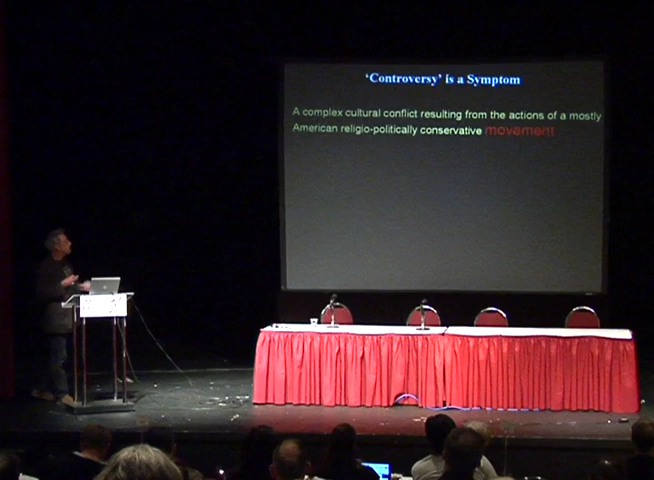 ‘Controversy’ is a Symptom
A complex cultural conflict resulting from the actions of a mostly
American religio-politically conservative movement